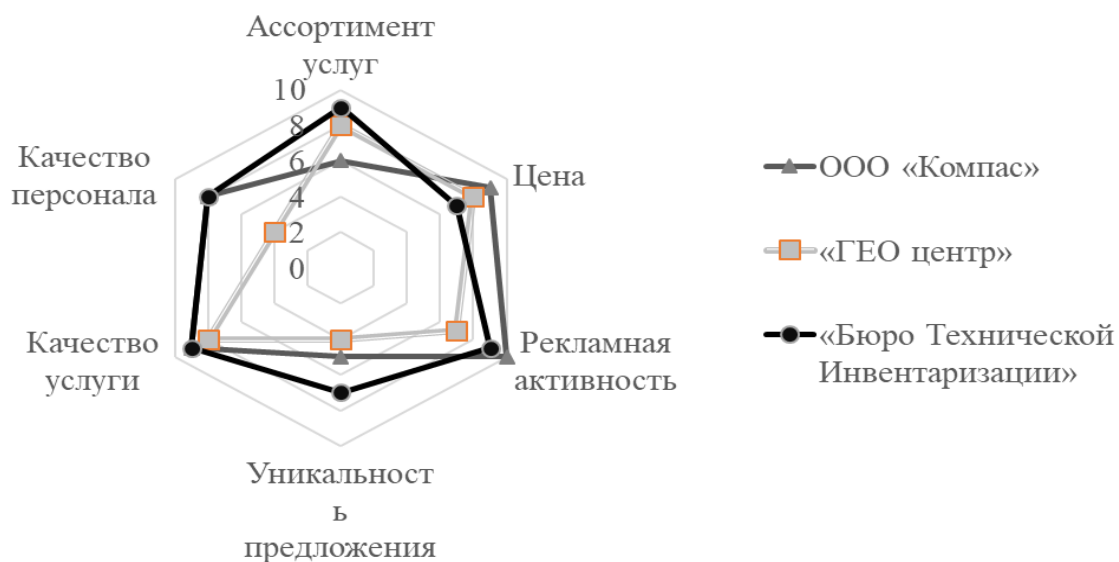 Ассортимент
услуг
10
8
6
4
2
0
Цена
Рекламная
активность
Уникальност
ь
предложения
Качество
услуги
Качество
персонала
ООО «Компас»
«ГЕО центр»
«Бюро Технической
Инвентаризации»